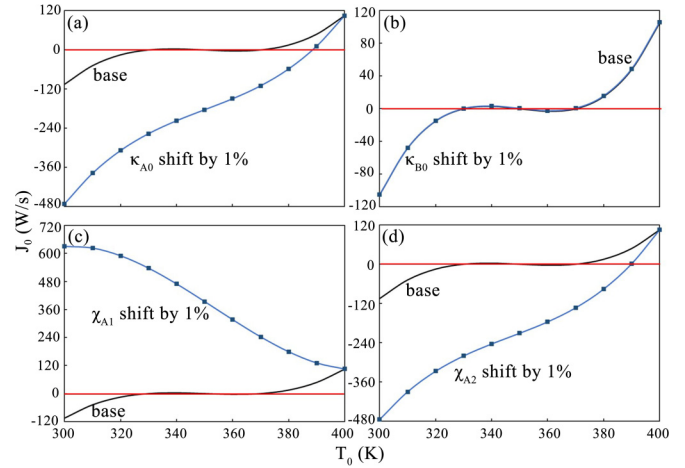 (a)
120
0
-120
-240
-360
-480
base
κA0 shift by 1%
(b)
120
80
40
0
-40
-80
-120
base
κB0 shift by 1%
J0 (W/s)
(c)
720
600
480
360
240
120
0
-120
χA1 shift by 1%
base
300
320
340
360
380
400
(d)
120
0
-120
-240
-360
-480
base
χA2 shift by 1%
300
320
340
360
380
400
T0 (K)